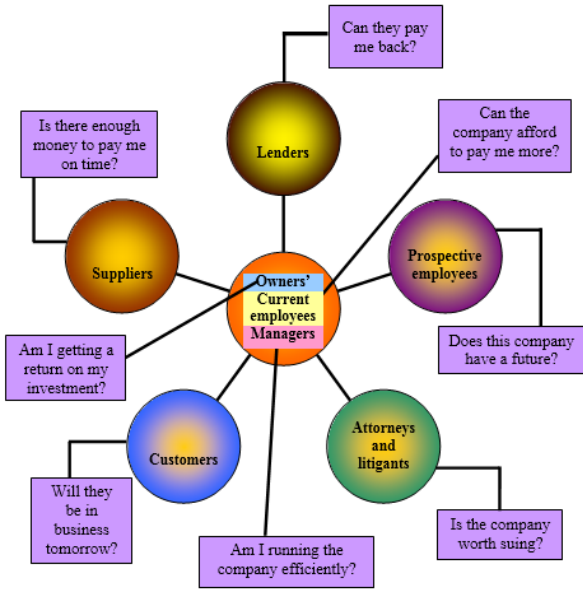 Can they pay
me back?
Can the
company afford
to pay me more?
Is there enough
money to pay me
on time?
Lenders
Suppliers
Prospective
employees
Owners’
Current
employees
Managers
Am I getting a
return on my
investment?
Does this company
have a future?
Customers
Attorneys
and
litigants
Will they
be in
business
tomorrow?
Am I running the
company efficiently?
Is the company
worth suing?